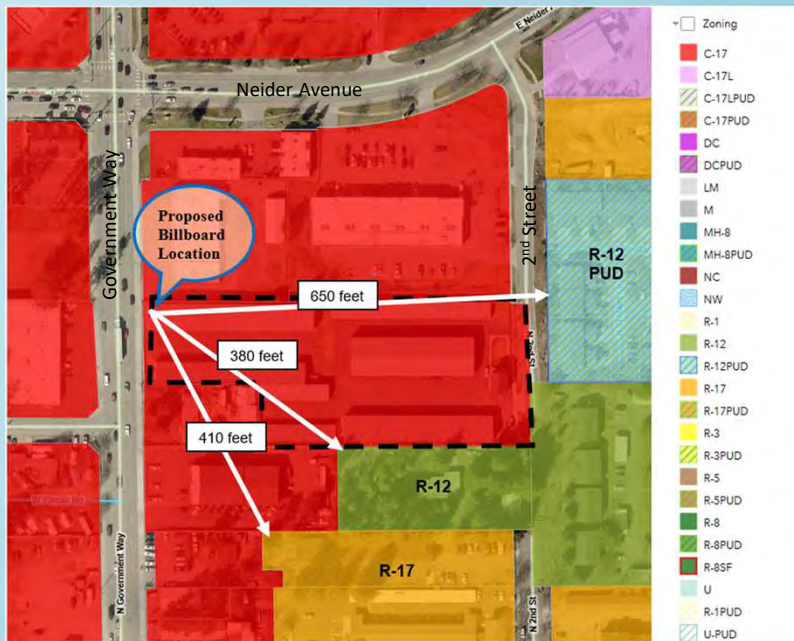 E Neider
Neider Avenue
Government Way
Proposed
Billboard
Location
2nd Street
R-12
PUD
650 feet
N 2nd St
380 feet
410 feet
R-12
N Government Way
R-17
N 2nd St
Zoning
C-17
C-17L
C-17LPUD
C-17PUD
DC
DCPUD
LM
M
MH-8
MH-8PUD
NC
NW
R-1
R-12
R-12PUD
R-17
R-17PUD
R-3
R-3PUD
R-5
R-5PUD
R-8
R-8PUD
R-8SF
U
R-1PUD
U-PUD